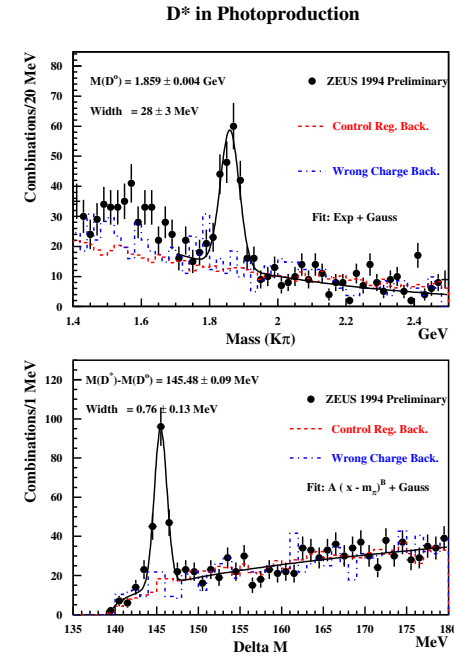 D* in Photoproduction
Combinations/20 MeV
M(D°) = 1.859 ± 0.004 GeV
Width = 28 ± 3 MeV
ZEUS 1994 Preliminary
Control Reg. Back.
Wrong Charge Back.
Fit: Exp + Gauss
80
70
60
50
40
30
20
10
0
1.4 1.6 1.8 2 2.2 2.4
Mass (Kπ) GeV
Combinations/1 MeV
M(D*)-M(D°) = 145.48 ± 0.09 MeV
Width = 0.76 ± 0.13 MeV
ZEUS 1994 Preliminary
Control Reg. Back.
Wrong Charge Back.
Fit: A ( x - mπ)^B + Gauss
120
100
80
60
40
20
0
135 140 145 150 155 160 165 170 175 180
Delta M MeV